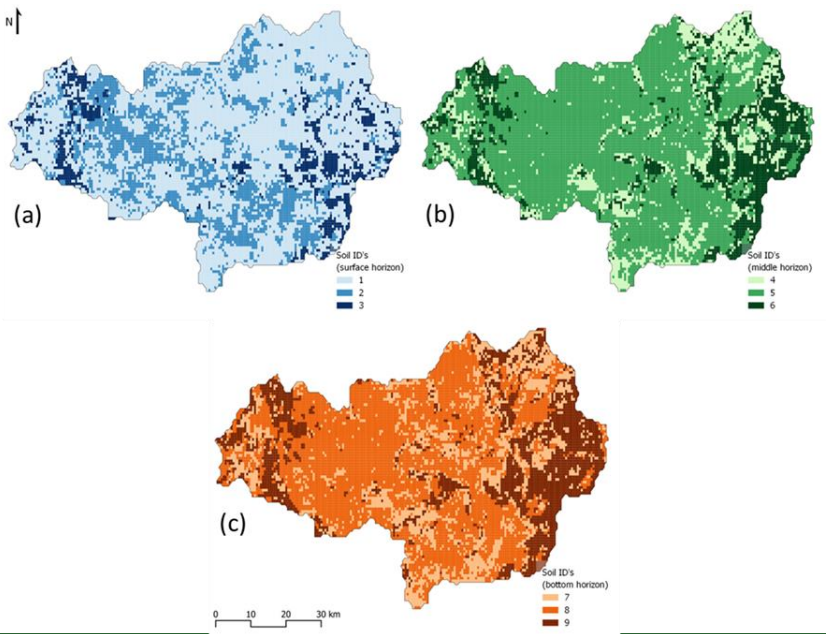 N
(a)
Soil ID's
(surface horizon)
1
2
3
(b)
Soil ID's
(middle horizon)
4
5
6
(c)
Soil ID's
(bottom horizon)
7
8
9
0 10 20 30 km